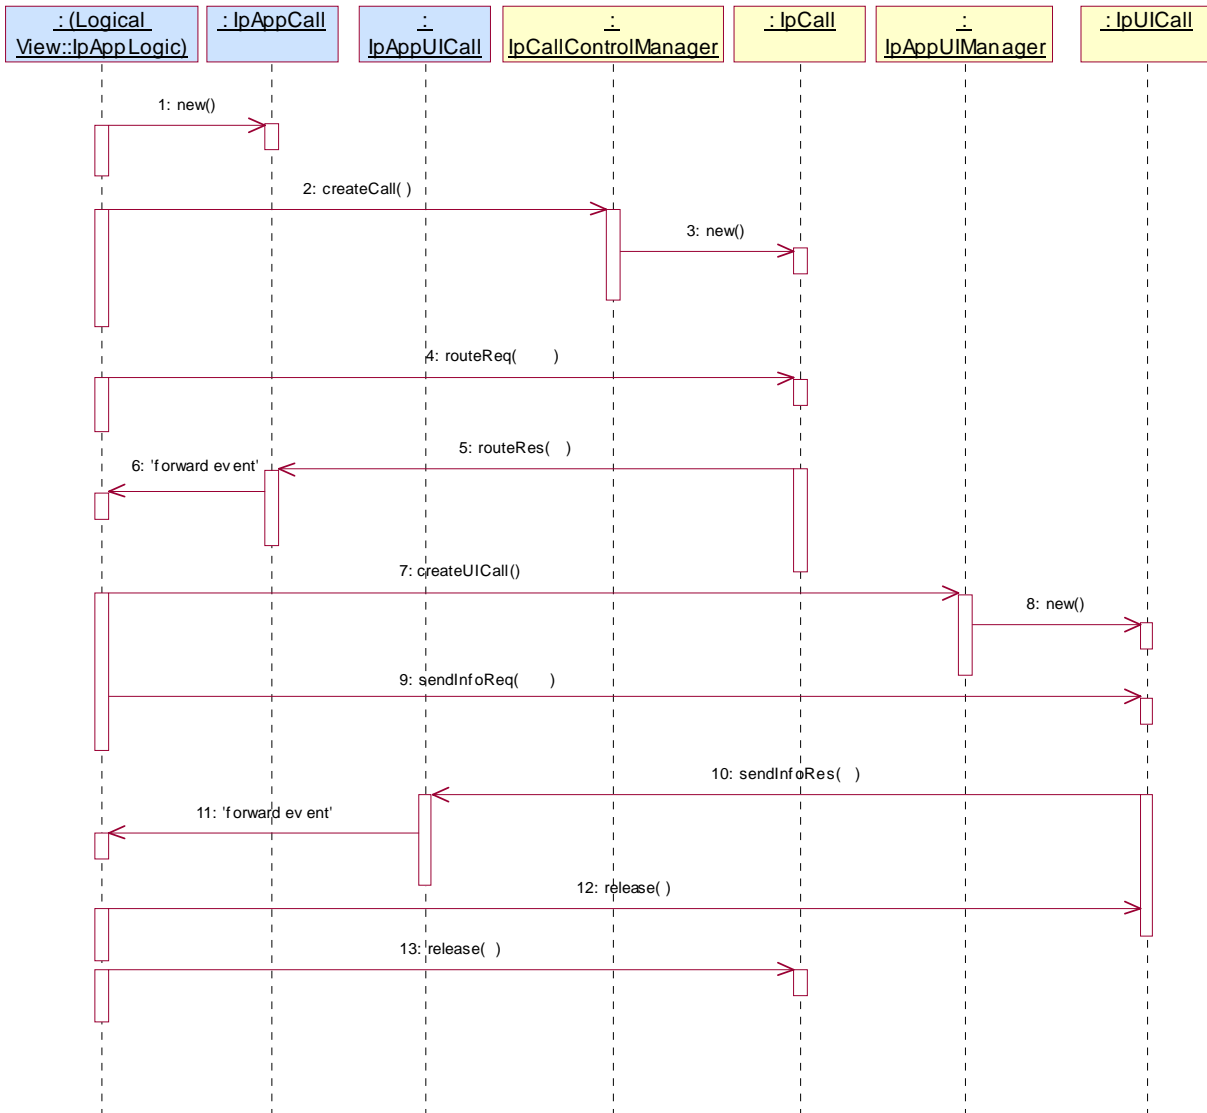 : (Logical
View::IpAppLogic)
: IpAppCall
:
IpAppUICall
:
IpCallControlManager
: IpCall
:
IpAppUIManager
: IpUICall
1: new()
2: createCall( )
3: new()
4: routeReq( )
5: routeRes( )
6: 'forward event'
7: createUICall()
8: new()
9: sendInfoReq( )
10: sendInfoRes( )
11: 'forward event'
12: release( )
13: release( )